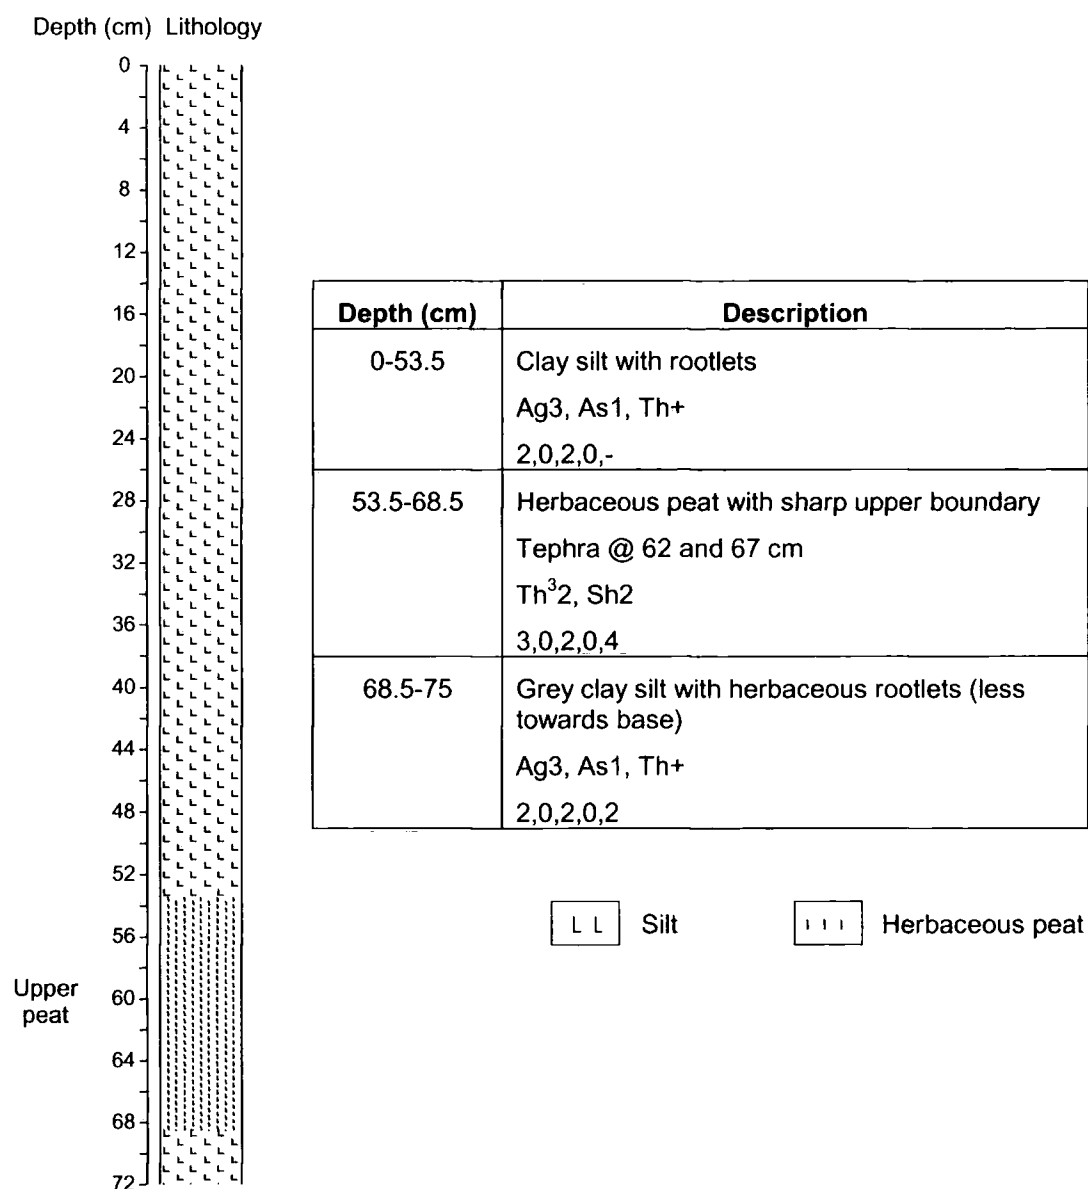 Depth (cm) Lithology
0
4
8
12
16
20
24
28
32
36
40
44
48
52
56
60
64
68
72
Upper
peat
Depth (cm) Description
0-53.5 Clay silt with rootlets
Ag3, As1, Th+
2,0,2,0,-
53.5-68.5 Herbaceous peat with sharp upper boundary
Tephra @ 62 and 67 cm
Th³2, Sh2
3,0,2,0,4
68.5-75 Grey clay silt with herbaceous rootlets (less
towards base)
Ag3, As1, Th+
2,0,2,0,2
Silt Herbaceous peat